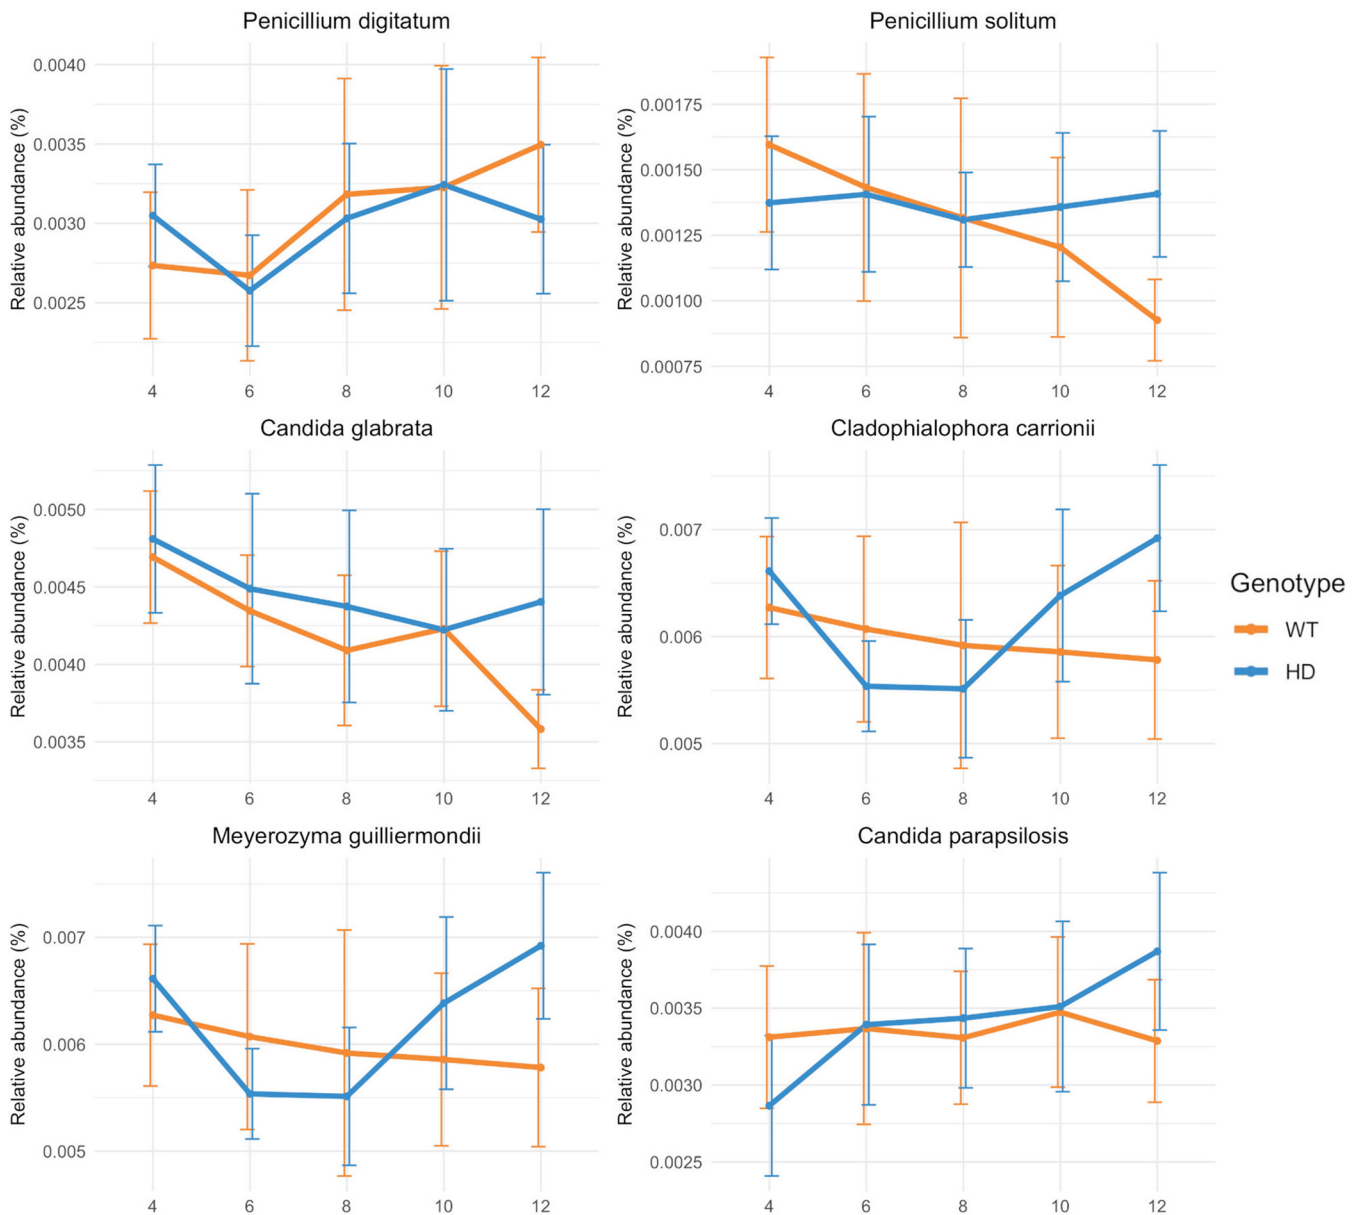 Penicillium digitatum
Relative abundance (%)
0.0040
0.0035
0.0030
0.0025
4 6 8 10 12
Penicillium solitum
Relative abundance (%)
0.00175
0.00150
0.00125
0.00100
0.00075
4 6 8 10 12
Candida glabrata
Relative abundance (%)
0.0050
0.0045
0.0040
0.0035
4 6 8 10 12
Cladophialophora carrionii
Relative abundance (%)
0.007
0.006
0.005
4 6 8 10 12
Genotype
WT
HD
Meyerozyma guilliermondii
Relative abundance (%)
0.007
0.006
0.005
4 6 8 10 12
Candida parapsilosis
Relative abundance (%)
0.0040
0.0035
0.0030
0.0025
4 6 8 10 12